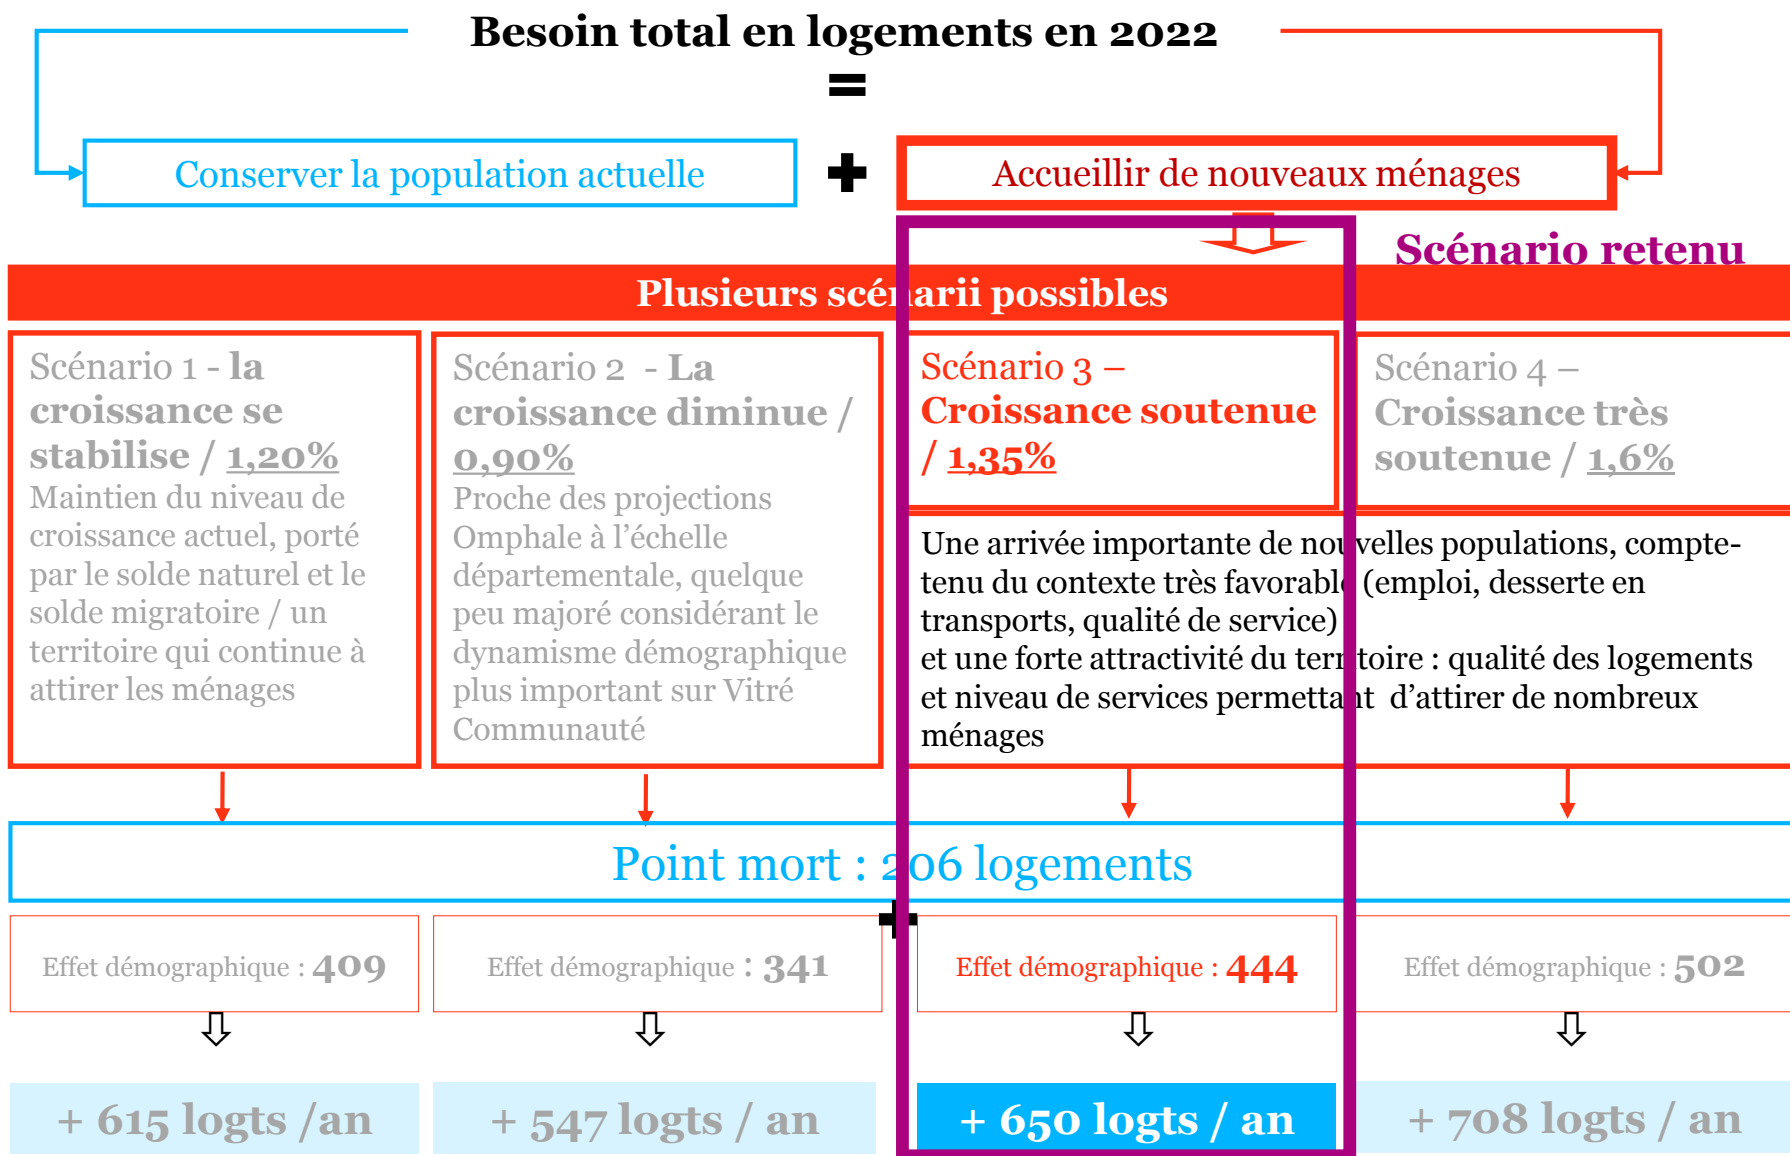 Besoin total en logements en 2022
=
Conserver la population actuelle
+
Accueillir de nouveaux ménages
Scénario retenu
Plusieurs scénarii possibles
Scénario 1 - la
croissance se
stabilise / 1,20%
Maintien du niveau de
croissance actuel, porté
par le solde naturel et le
solde migratoire / un
territoire qui continue à
attirer les ménages
Scénario 2 - La
croissance diminue /
0,90%
Proche des projections
Omphale à l’échelle
départementale, quelque
peu majoré considérant le
dynamisme démographique
plus important sur Vitré
Communauté
Scénario 3 –
Croissance soutenue
/ 1,35%
Scénario 4 –
Croissance très
soutenue / 1,6%
Une arrivée importante de nouvelles populations, compte-
tenu du contexte très favorable (emploi, desserte en
transports, qualité de service)
et une forte attractivité du territoire : qualité des logements
et niveau de services permettant d’attirer de nombreux
ménages
Point mort : 206 logements
+
Effet démographique : 409
Effet démographique : 341
Effet démographique : 444
Effet démographique : 502
+ 615 logts /an
+ 547 logts / an
+ 650 logts / an
+ 708 logts / an